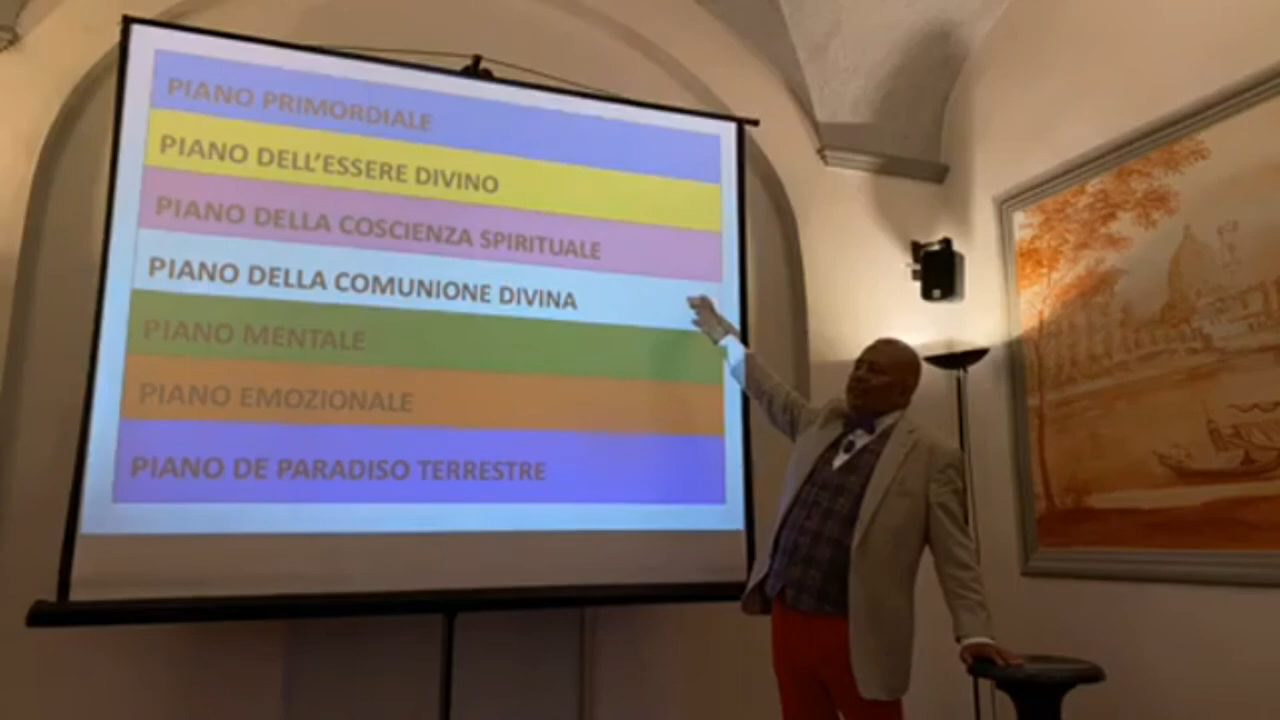 PIANO PRIMORDIALE
PIANO DELL'ESSERE DIVINO
PIANO DELLA COSCIENZA SPIRITUALE
PIANO DELLA COMUNIONE DIVINA
PIANO MENTALE
PIANO EMOZIONALE
PIANO DE PARADISO TERRESTRE